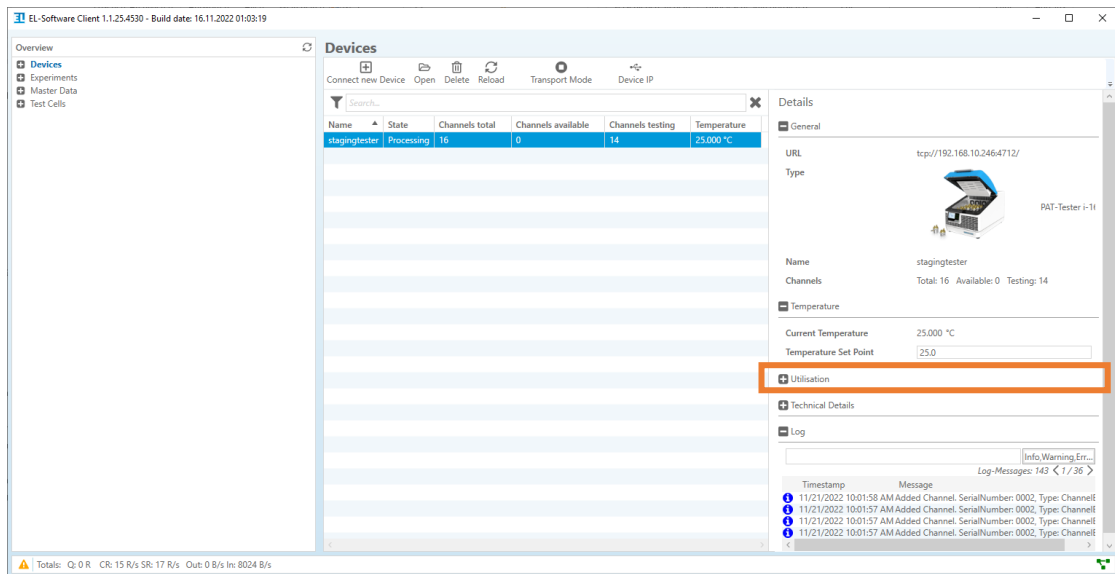 EL-Software Client 1.1.25.4530 - Build date: 16.11.2022 01:03:19
Overview
Devices
Experiments
Master Data
Test Cells
Devices
Connect new Device Open Delete Reload Transport Mode Device IP
Search...
Name State Channels total Channels available Channels testing Temperature
stagingtester Processing 16 0 14 25.000 °C
Details
General
URL tcp://192.168.10.246:4712/
Type
PAT-Tester i-16
Name stagingtester
Channels Total: 16 Available: 0 Testing: 14
Temperature
Current Temperature 25.000 °C
Temperature Set Point 25.0
Utilisation
Technical Details
Log
Info,Warning,Err...
Log-Messages: 143 < 1 / 36 >
Timestamp Message
11/21/2022 10:01:58 AM Added Channel. SerialNumber: 0002, Type: ChannelE
11/21/2022 10:01:57 AM Added Channel. SerialNumber: 0002, Type: ChannelE
11/21/2022 10:01:57 AM Added Channel. SerialNumber: 0002, Type: ChannelE
11/21/2022 10:01:57 AM Added Channel. SerialNumber: 0002, Type: ChannelE
Totals: Q: 0 R CR: 15 R/s SR: 17 R/s Out: 0 B/s In: 8024 B/s